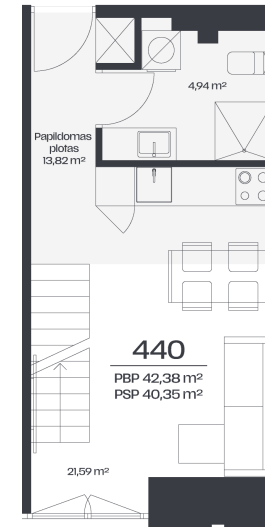 4,94 m²
Papildomas
plotas
13,82 m²
440
PBP 42,38 m²
PSP 40,35 m²
21,59 m²